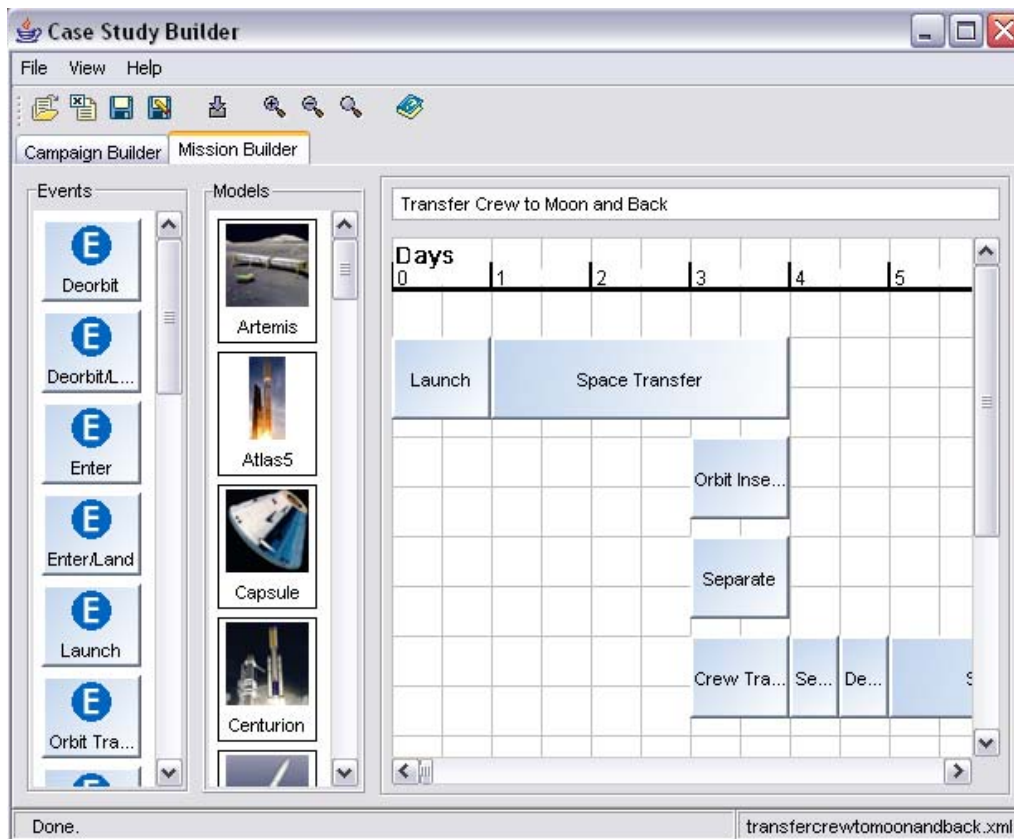 Case Study Builder
File View Help
Campaign Builder Mission Builder
Events
E
Deorbit
E
Deorbit/L...
E
Enter
E
Enter/Land
E
Launch
E
Orbit Tra...
Models
Artemis
Atlas5
Capsule
Centurion
Transfer Crew to Moon and Back
Days
0 1 2 3 4 5
Launch Space Transfer
Orbit Inse...
Separate
Crew Tra... Se... De...
Done. transfercrewtomoonandback.xml